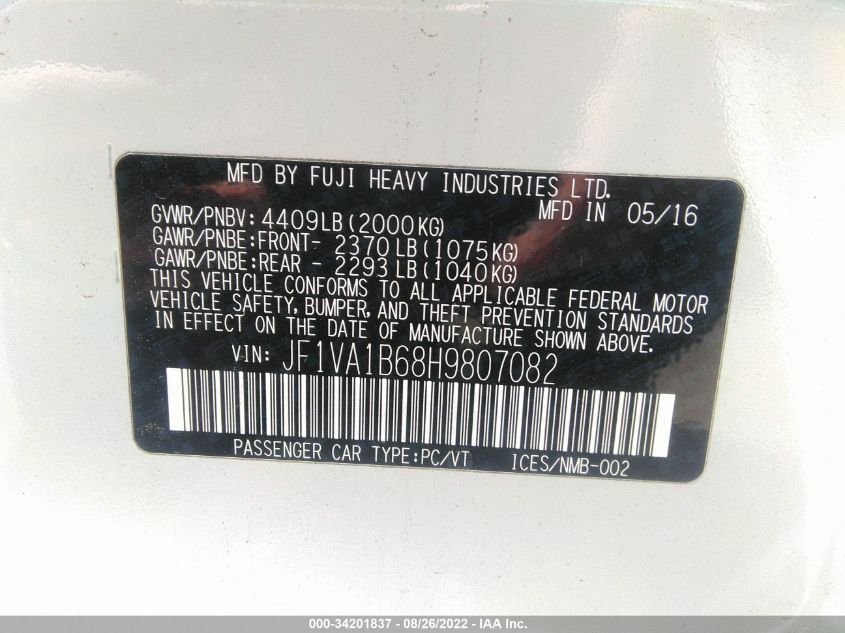 MFD BY FUJI HEAVY INDUSTRIES LTD.
GVWR/PNBV: 4409LB(2000KG) MFD IN 05/16
GAWR/PNBE:FRONT- 2370LB(1075KG)
GAWR/PNBE:REAR - 2293LB(1040KG)
THIS VEHICLE CONFORMS TO ALL APPLICABLE FEDERAL MOTOR
VEHICLE SAFETY, BUMPER, AND THEFT PREVENTION STANDARDS
IN EFFECT ON THE DATE OF MANUFACTURE SHOWN ABOVE.
VIN: JF1VA1B68H9807082
PASSENGER CAR TYPE:PC/VT ICES/NMB-002
000-34201837 - 08/26/2022 - IAA Inc.